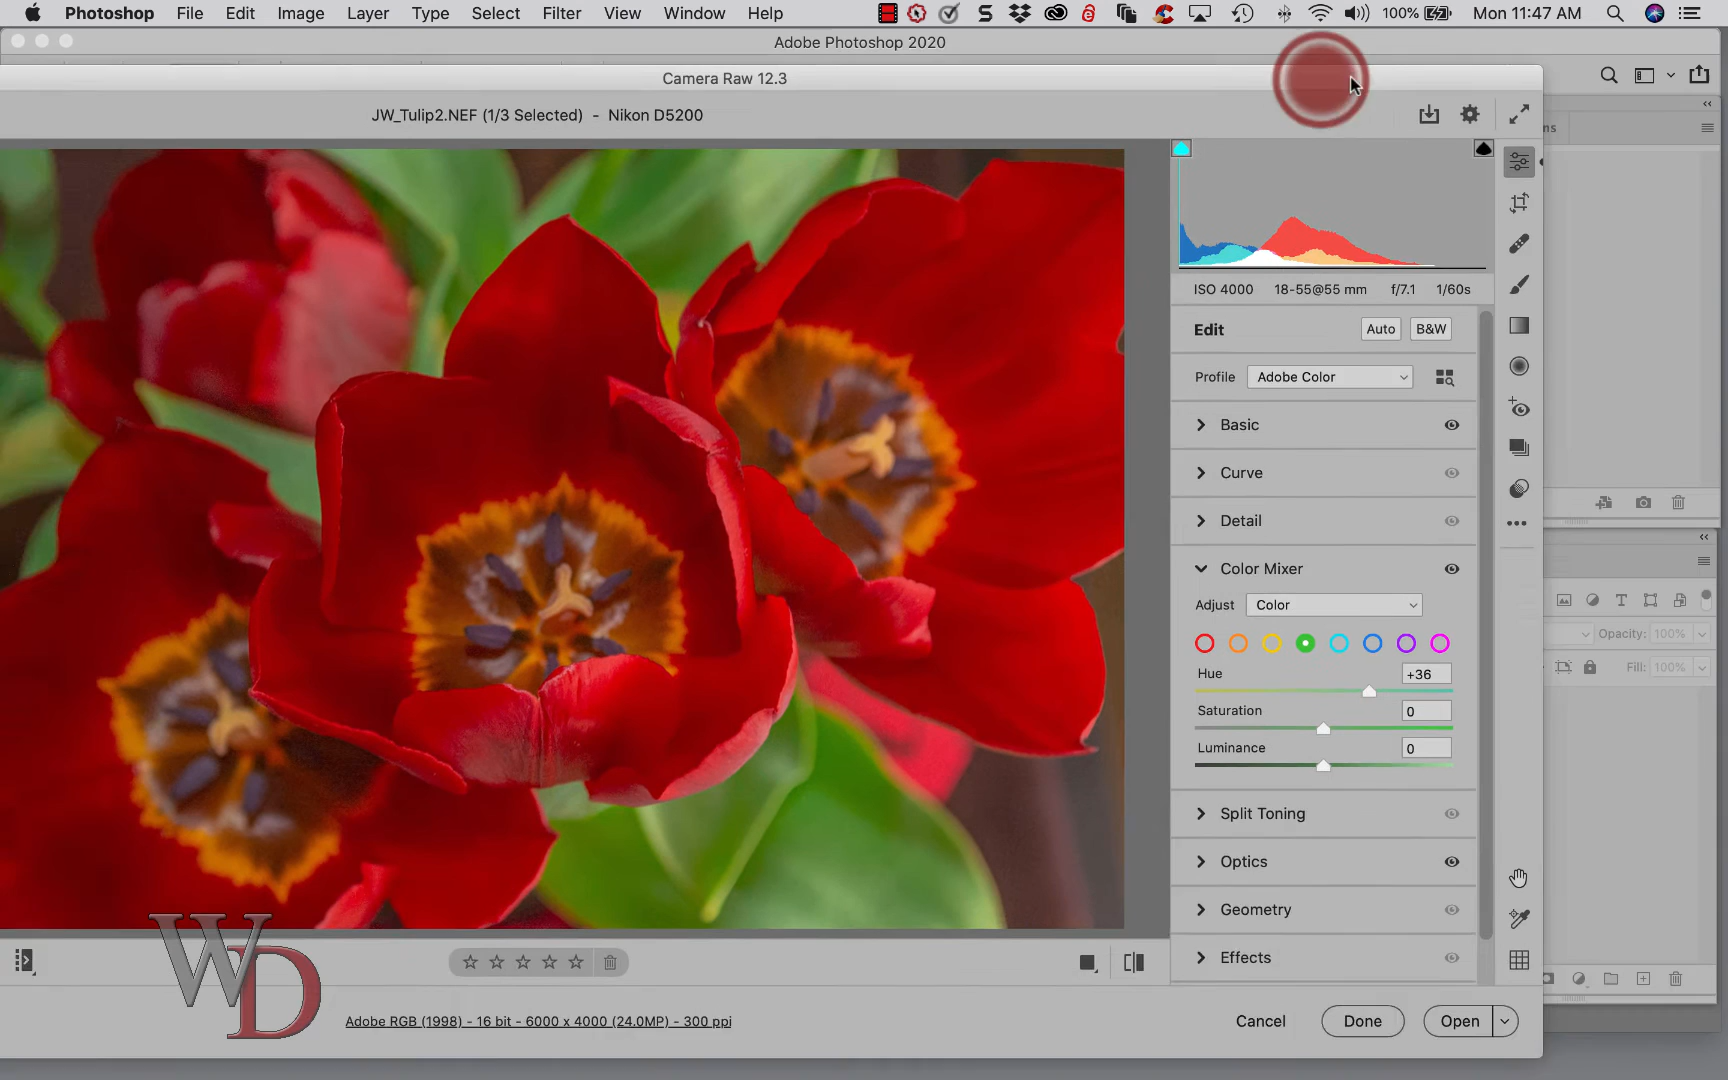 Photoshop File Edit Image Layer Type Select Filter View Window Help 100% Mon 11:47 AM
Adobe Photoshop 2020
Camera Raw 12.3
JW_Tulip2.NEF (1/3 Selected) - Nikon D5200
ns
ISO 4000 18-55@55 mm f/7.1 1/60s
Edit Auto B&W
Profile Adobe Color
Basic
Curve
Detail
Color Mixer
Adjust Color
Opacity: 100%
Hue +36
Fill: 100%
Saturation 0
Luminance 0
Split Toning
Optics
Geometry
Effects
WD
Adobe RGB (1998) - 16 bit - 6000 x 4000 (24.0MP) - 300 ppi
Cancel Done Open